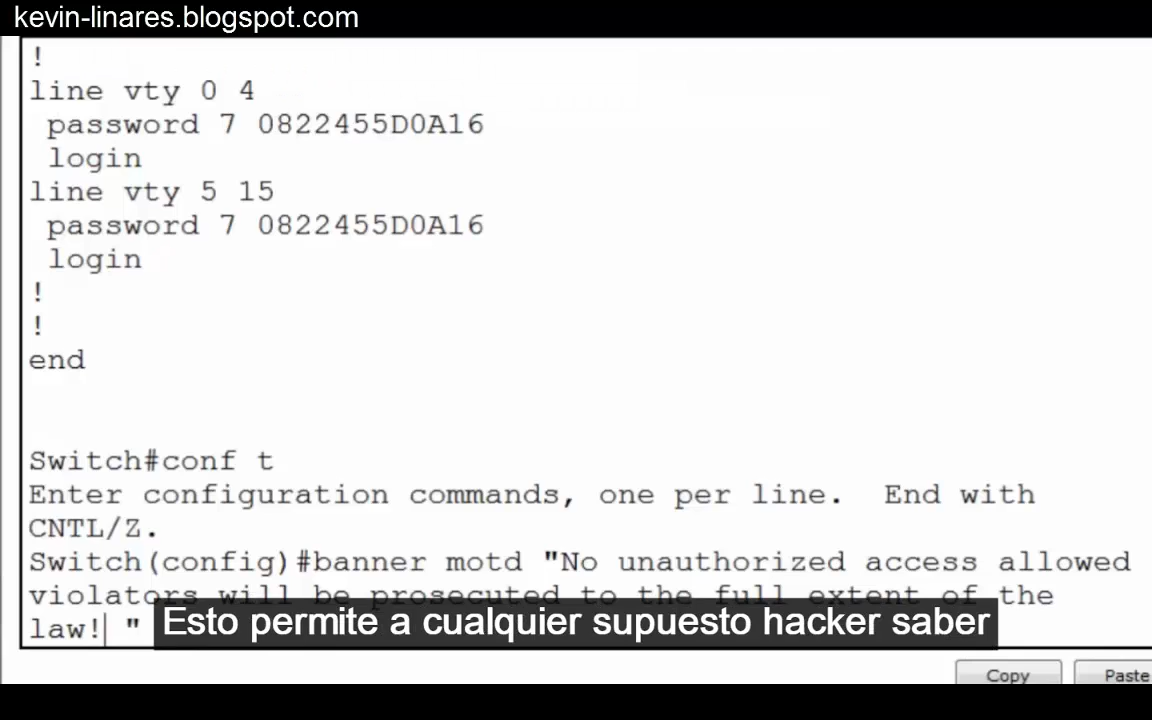 kevin-linares.blogspot.com
!
line vty 0 4
password 7 0822455D0A16
login
line vty 5 15
password 7 0822455D0A16
login
!
!
end
Switch#conf t
Enter configuration commands, one per line. End with
CNTL/Z.
Switch(config)#banner motd "No unauthorized access allowed
violators will be prosecuted to the full extent of the
law! "
Esto permite a cualquier supuesto hacker saber
Copy
Paste